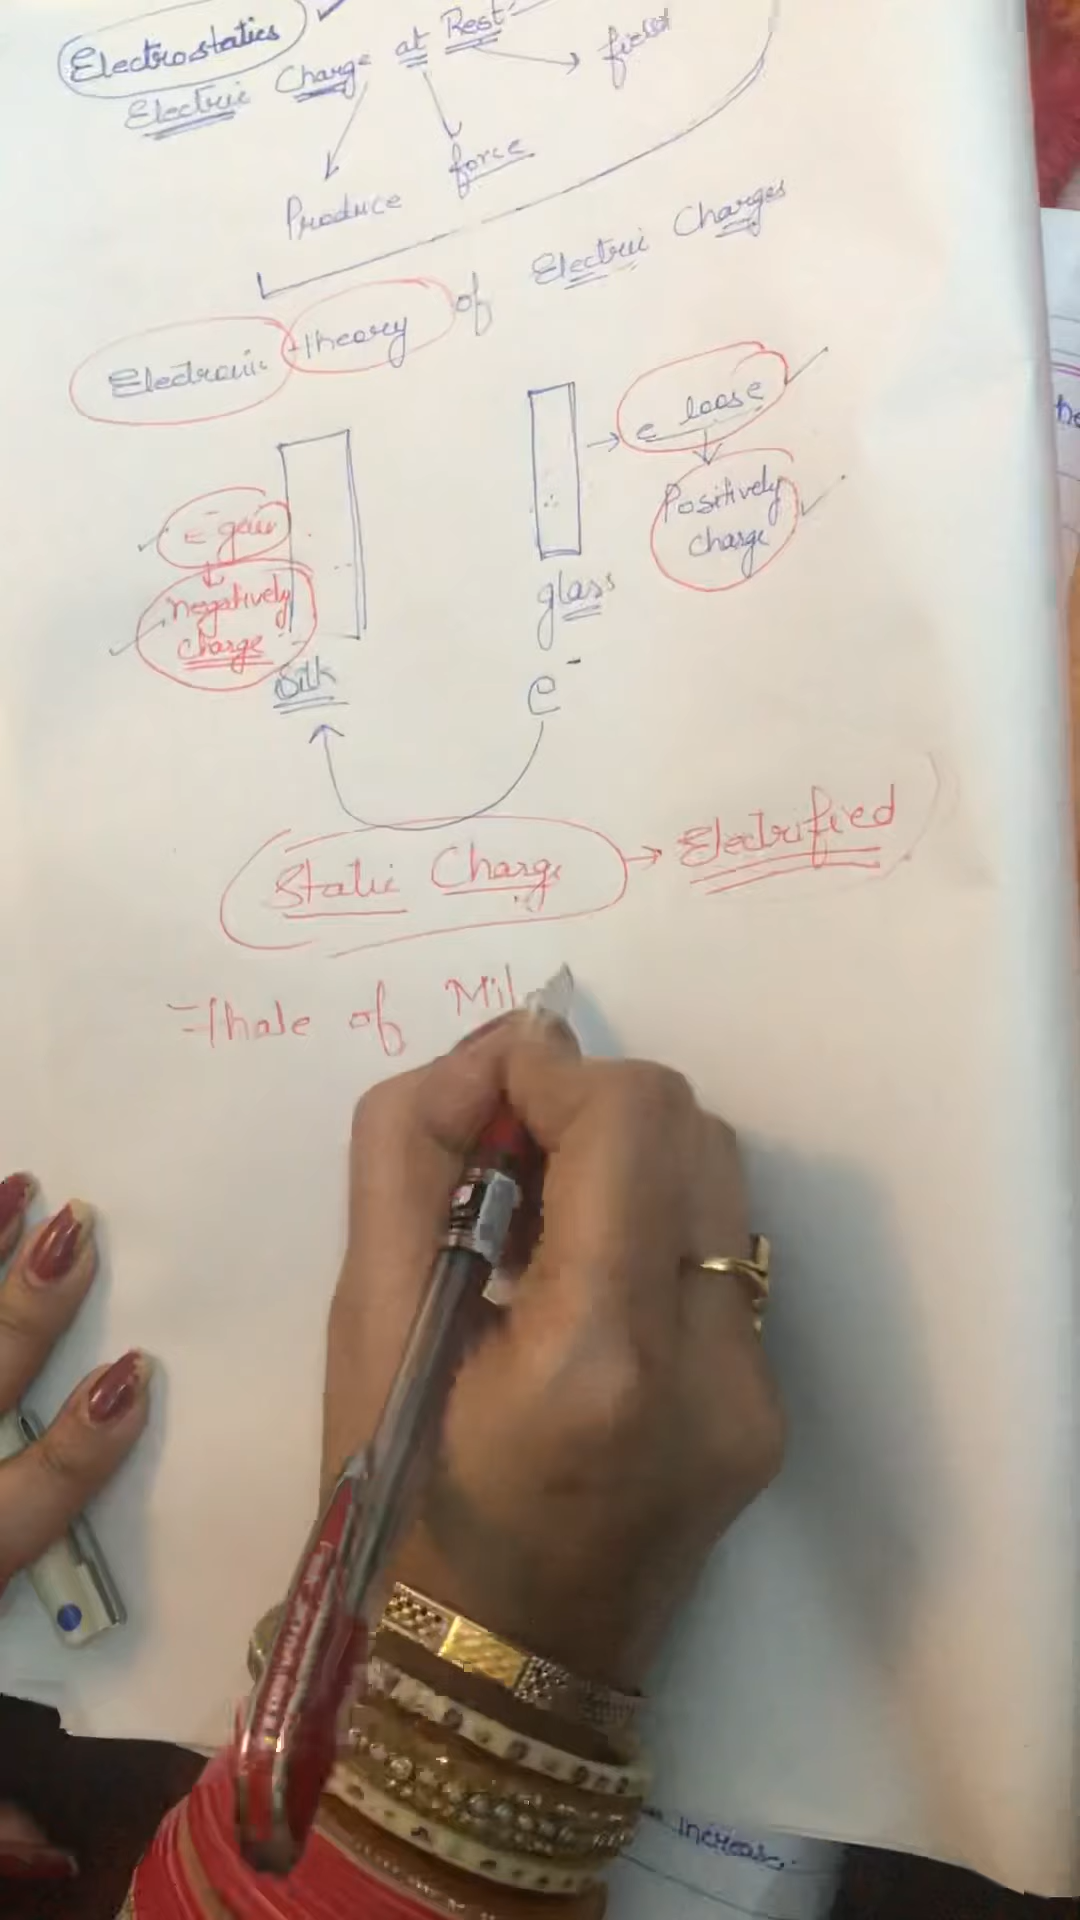 Electrostatics
Electric Charge at Rest
Produce
force
Electronic theory of Electric Charges
e loose
Positively
charge
e⁻ gain
negatively
charge
glass
Silk
e⁻
Static Charge → Electrified
Thale of Mil
increase.